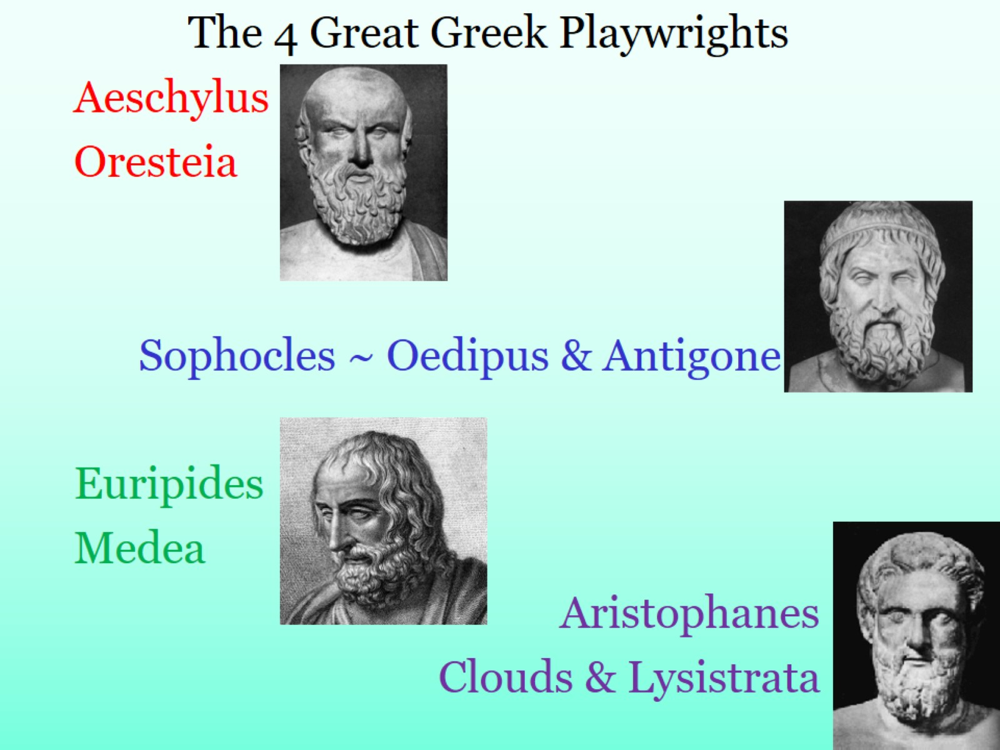 The 4 Great Greek Playwrights
Aeschylus
Oresteia
Sophocles ~ Oedipus & Antigone
Euripides
Medea
Aristophanes
Clouds & Lysistrata